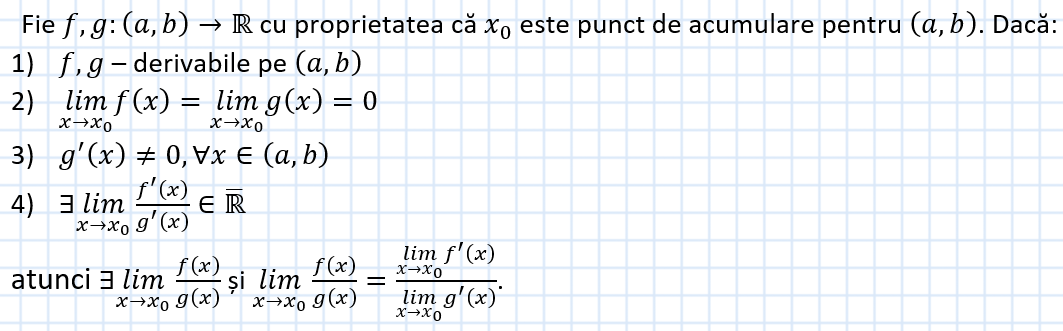 Fie f, g: (a, b) → ℝ cu proprietatea că x₀ este punct de acumulare pentru (a, b). Dacă:
1) f, g – derivabile pe (a, b)
2) lim_{x→x₀} f(x) = lim_{x→x₀} g(x) = 0
3) g′(x) ≠ 0, ∀x ∈ (a, b)
4) ∃ lim_{x→x₀} f′(x)/g′(x) ∈ ℝ̅
atunci ∃ lim_{x→x₀} f(x)/g(x) și lim_{x→x₀} f(x)/g(x) = lim_{x→x₀} f′(x) / lim_{x→x₀} g′(x).